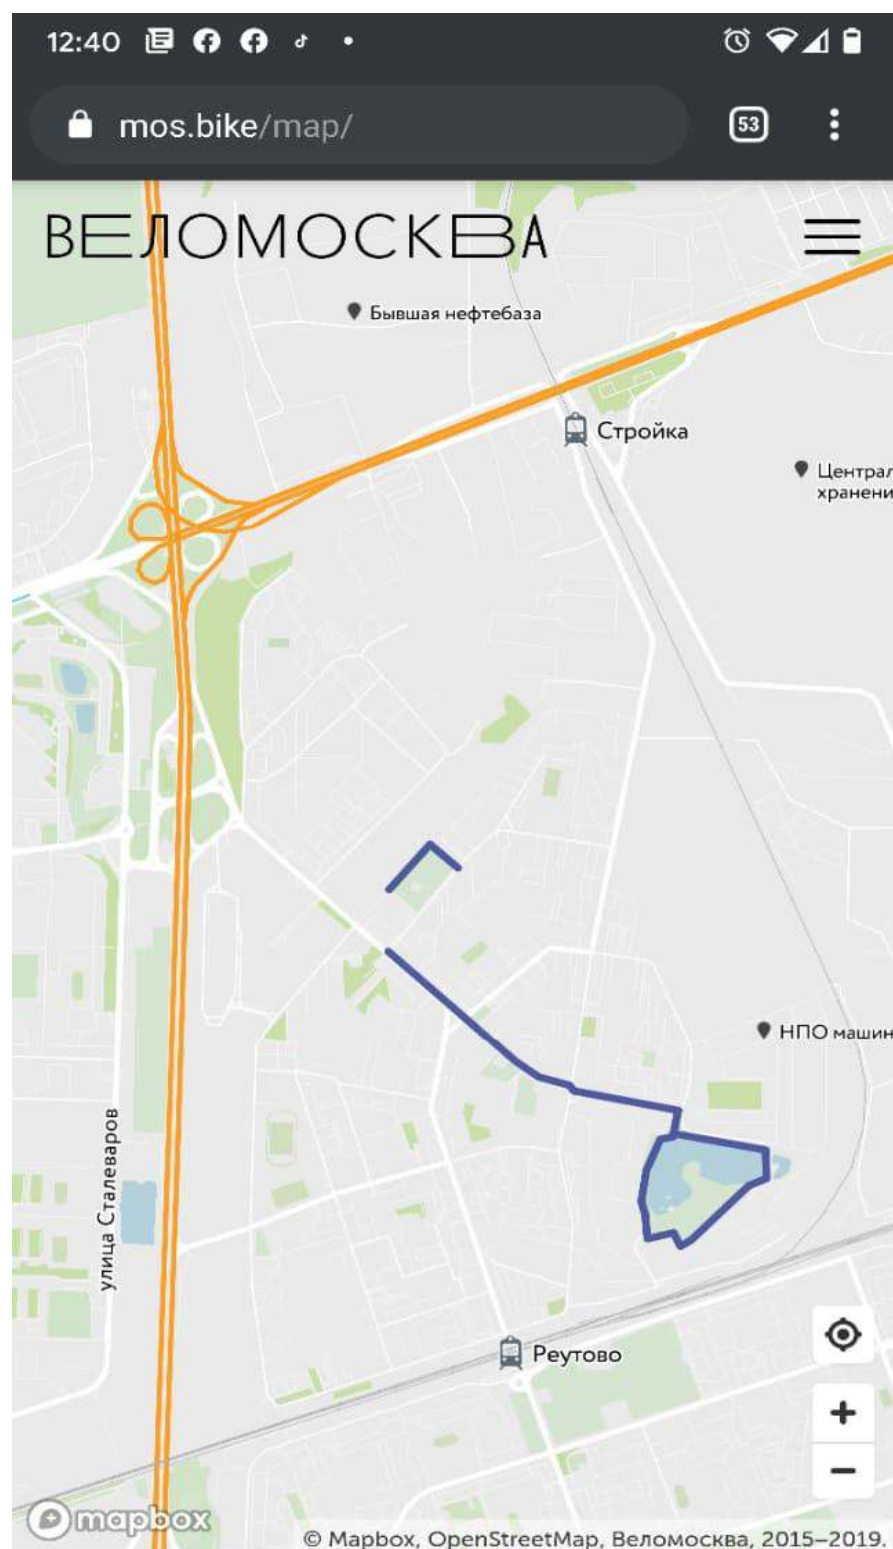 12:40
mos.bike/map/
53
ВЕЛОМОСКВА
Бывшая нефтебаза
Стройка
Централ
хранени
НПО машин
улица Сталеваров
Реутово
mapbox
© Mapbox, OpenStreetMap, Веломосква, 2015–2019.